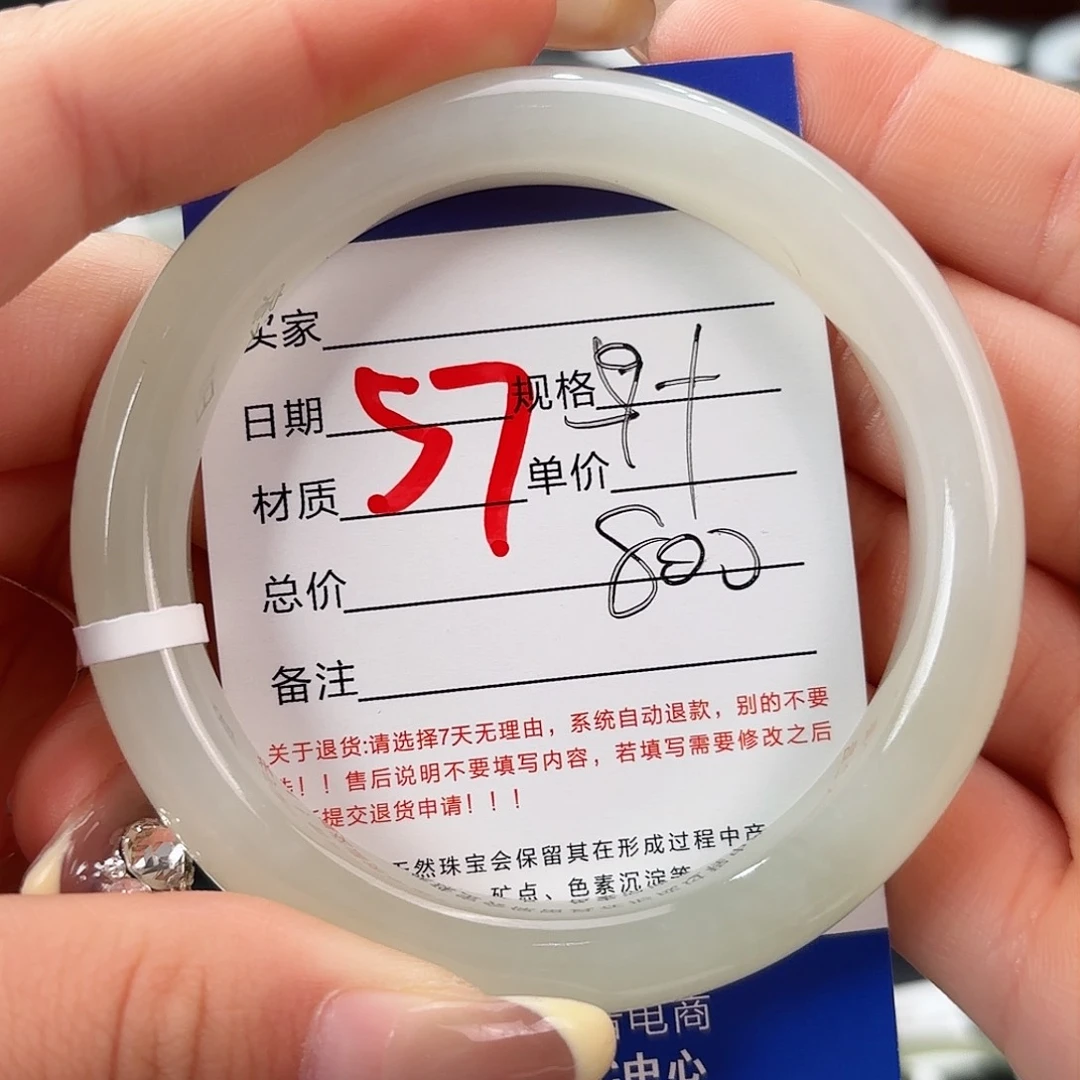 买家
日期 57 规格
材质 单价
总价 800
备注
关于退货:请选择7天无理由，系统自动退款，别的不要
！！售后说明不要填写内容，若填写需要修改之后
提交退货申请！！！
天然珠宝会保留其在形成过程中产
矿点、色素沉淀等
电商
中心